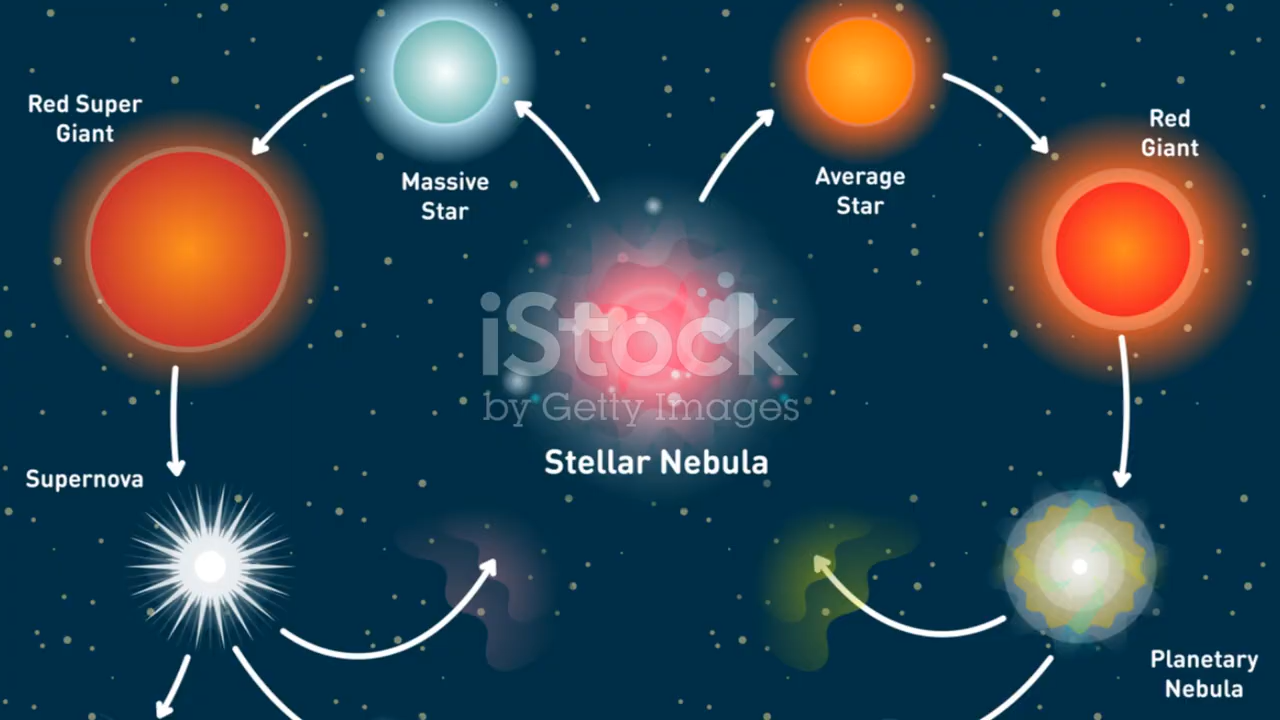 Red Super
Giant
Massive
Star
Average
Star
Red
Giant
iStock
by Getty Images
Stellar Nebula
Supernova
Planetary
Nebula